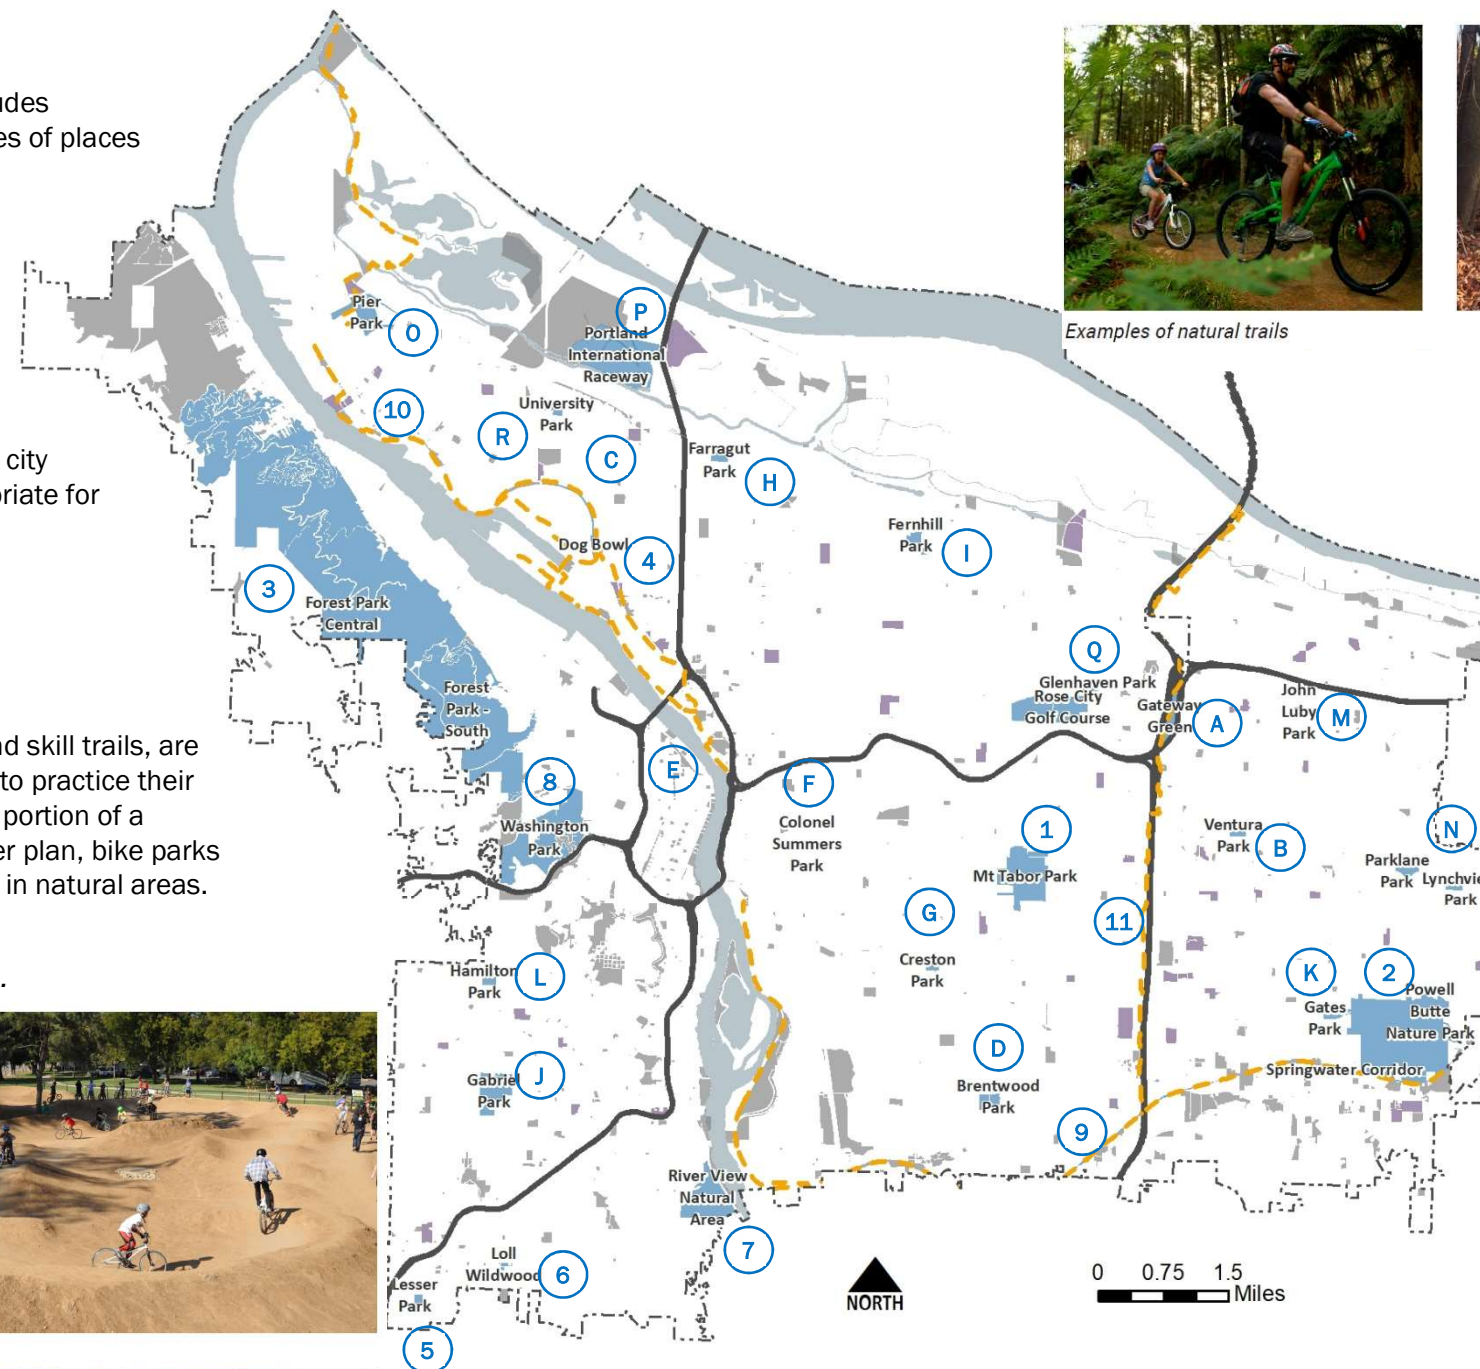 udes
es of places
city
riate for
nd skill trails, are
to practice their
portion of a
er plan, bike parks
in natural areas.
.
Examples of natural trails
Pier
Park
O
P
Portland
International
Raceway
10
R
University
Park
C
Farragut
Park
H
Fernhill
Park
I
Dog Bowl
4
3
Forest Park
Central
Forest
Park -
South
Q
Glenhaven Park
Rose City
Golf Course
Gateway
Green
A
John
Luby
Park
M
8
E
F
Washington
Park
Colonel
Summers
Park
1
Mt Tabor Park
Ventura
Park
B
N
Parklane
Park
Lynchvie
Park
G
11
Creston
Park
Hamilton
Park
L
K
2
Gates
Park
Powell
Butte
Nature Park
Springwater Corridor
J
Gabriel
Park
D
Brentwood
Park
9
River View
Natural
Area
7
Loll
Wildwood
6
Lesser
Park
5
NORTH
0 0.75 1.5
Miles